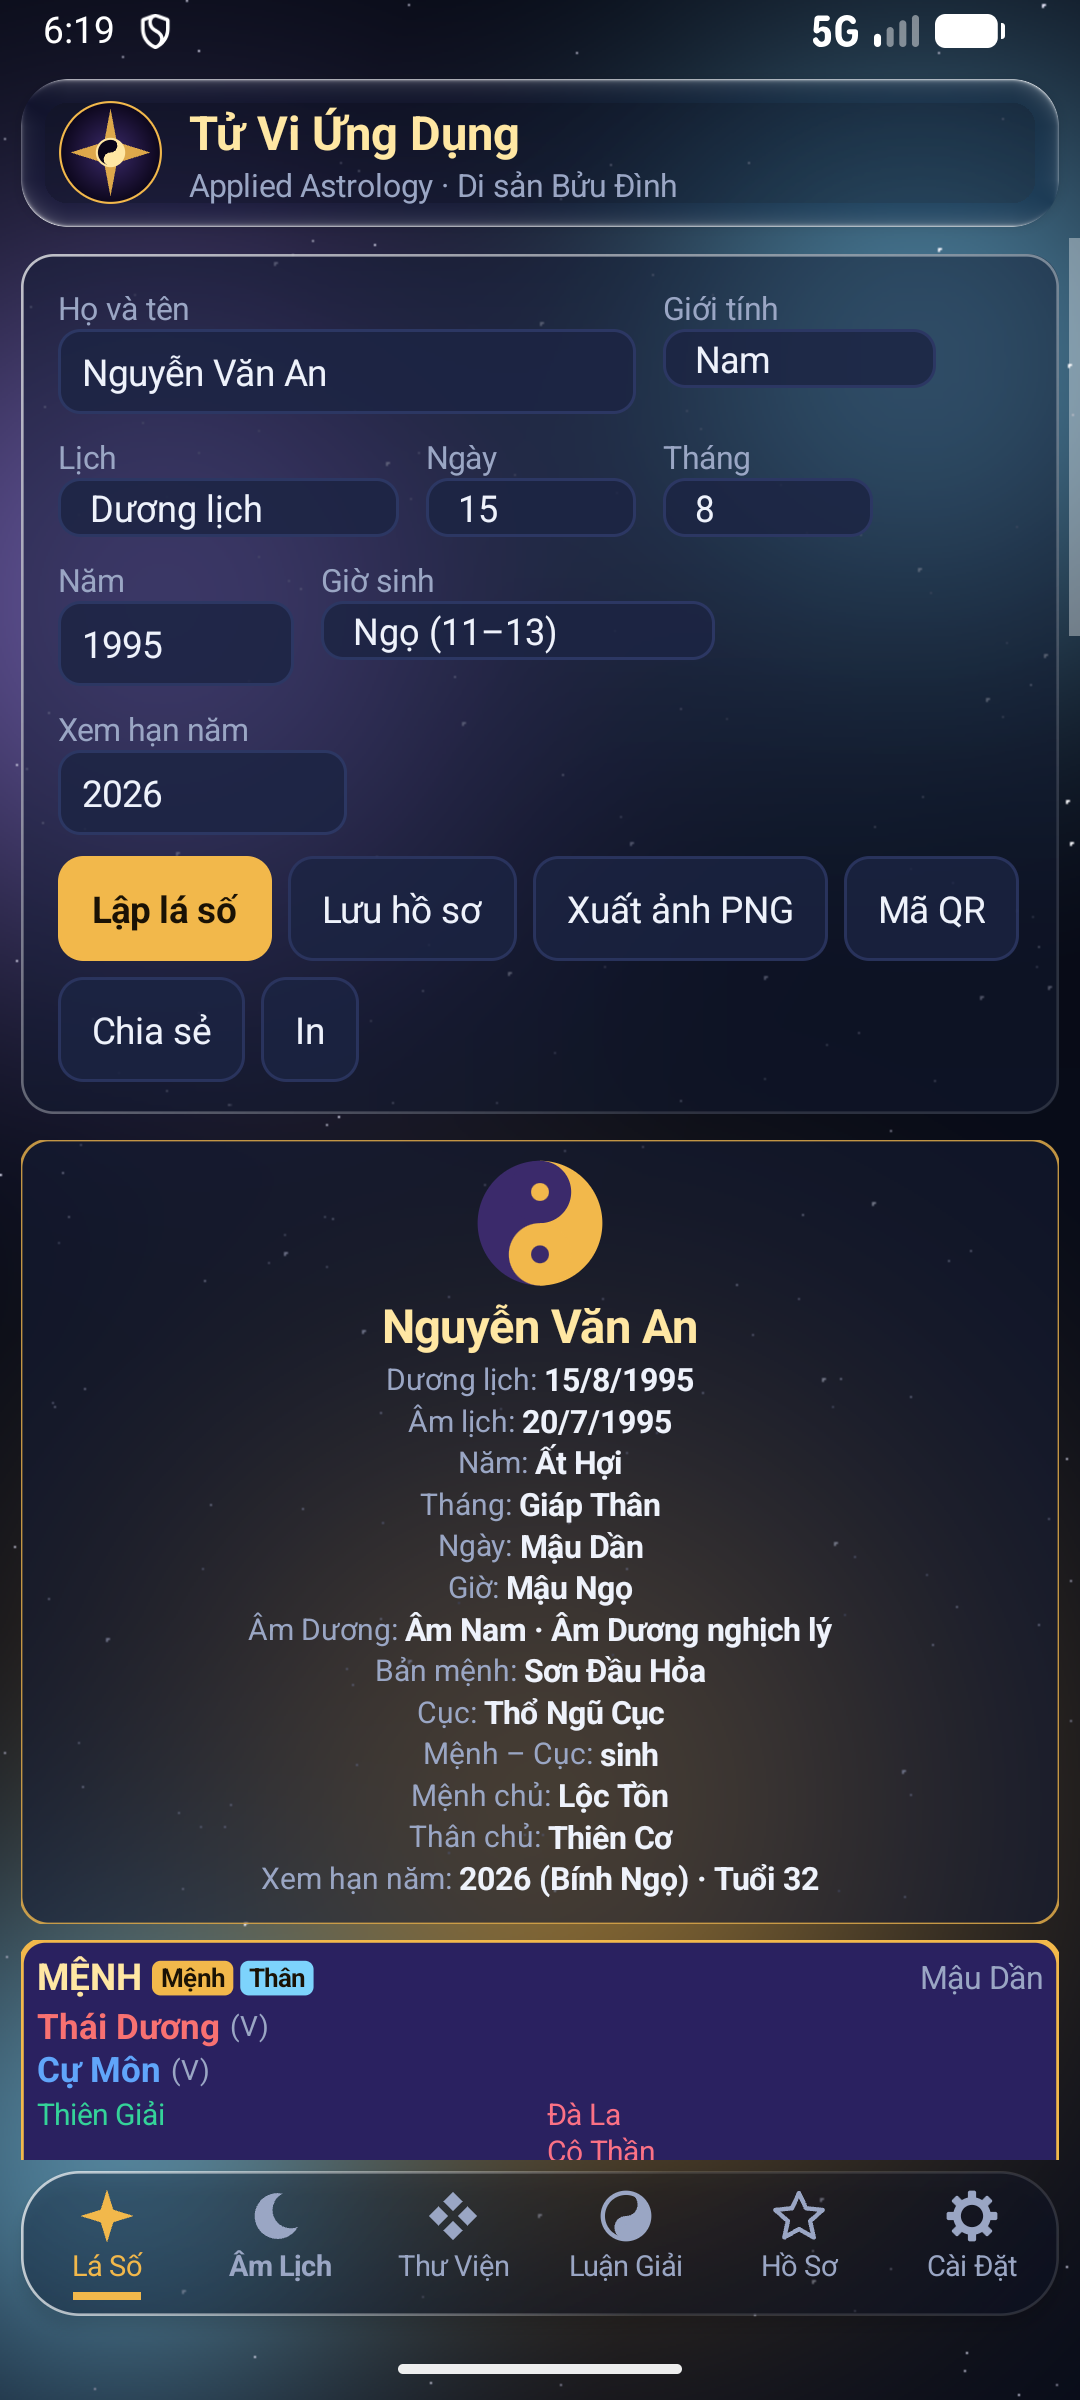 6:19
5G
Tử Vi Ứng Dụng
Applied Astrology · Di sản Bửu Đình
Họ và tên
Giới tính
Nguyễn Văn An
Nam
Lịch
Ngày
Tháng
Dương lịch
15
8
Năm
Giờ sinh
1995
Ngọ (11–13)
Xem hạn năm
2026
Lập lá số
Lưu hồ sơ
Xuất ảnh PNG
Mã QR
Chia sẻ
In
Nguyễn Văn An
Dương lịch: 15/8/1995
Âm lịch: 20/7/1995
Năm: Ất Hợi
Tháng: Giáp Thân
Ngày: Mậu Dần
Giờ: Mậu Ngọ
Âm Dương: Âm Nam · Âm Dương nghịch lý
Bản mệnh: Sơn Đầu Hỏa
Cục: Thổ Ngũ Cục
Mệnh – Cục: sinh
Mệnh chủ: Lộc Tồn
Thân chủ: Thiên Cơ
Xem hạn năm: 2026 (Bính Ngọ) · Tuổi 32
MỆNH Mệnh Thân
Mậu Dần
Thái Dương (V)
Cự Môn (V)
Thiên Giải
Đà La
Cô Thần
Lá Số
Âm Lịch
Thư Viện
Luận Giải
Hồ Sơ
Cài Đặt